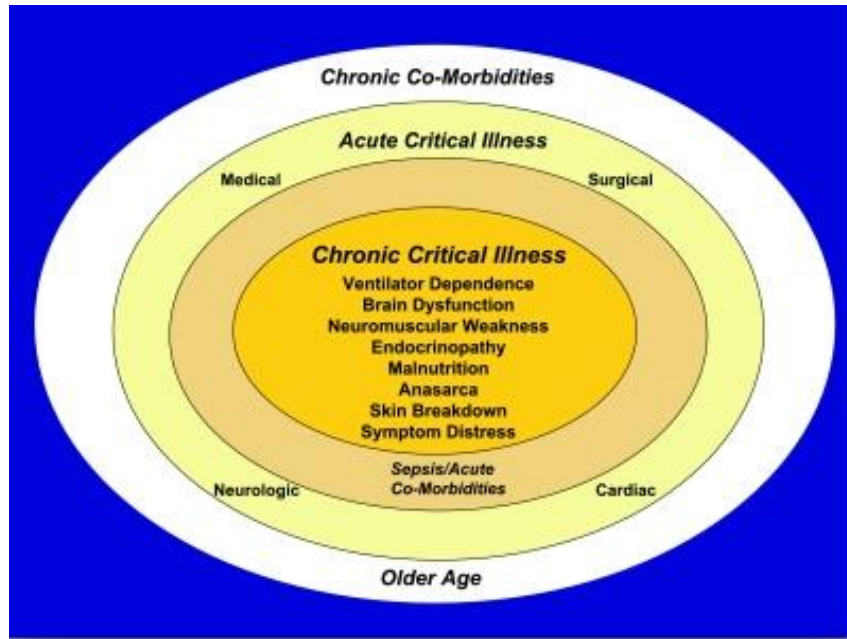 Chronic Co-Morbidities
Acute Critical Illness
Medical
Surgical
Chronic Critical Illness
Ventilator Dependence
Brain Dysfunction
Neuromuscular Weakness
Endocrinopathy
Malnutrition
Anasarca
Skin Breakdown
Symptom Distress
Sepsis/Acute
Co-Morbidities
Neurologic
Cardiac
Older Age